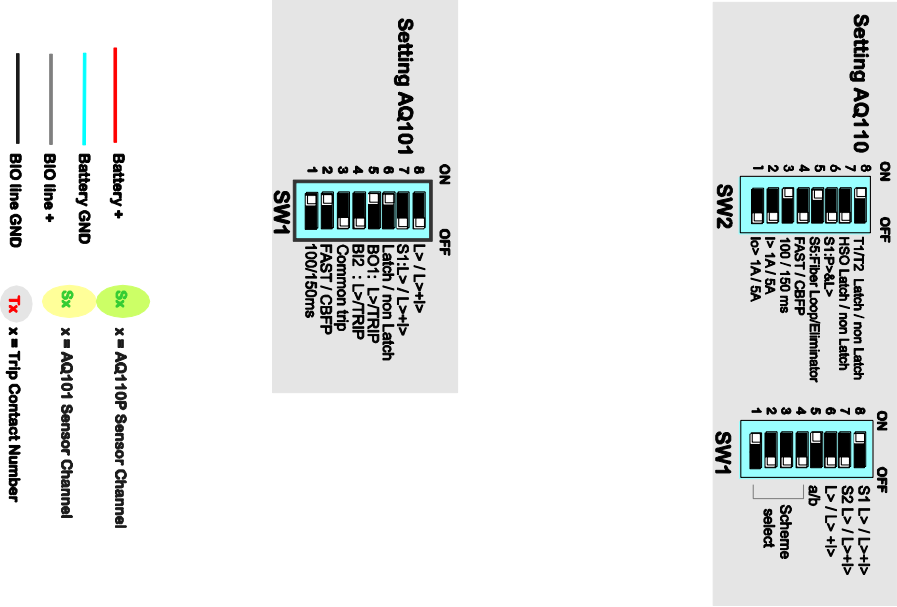 Setting AQ110
ON OFF
8 T1/T2 Latch / non Latch
7 HSO Latch / non Latch
6 S1:P>&L>
5 S5:Fiber Loop/Eliminator
4 FAST / CBFP
3 100 / 150 ms
2 I> 1A / 5A
1 Io> 1A / 5A
SW2
ON OFF
8 S1 L> / L>+I>
7 S2 L> / L>+I>
6 L> / L> +I>
5 a/b
4
3
2
1
Scheme
select
SW1
Setting AQ101
ON OFF
8 L> / L>+I>
7 S1:L> / L>+I>
6 Latch / non Latch
5 BO1: L>/TRIP
4 BI2 : L>/TRIP
3 Common trip
2 FAST / CBFP
1 100/150ms
SW1
Battery +
Battery GND
BIO line +
BIO line GND
Sx x = AQ110P Sensor Channel
Sx x = AQ101 Sensor Channel
Tx x = Trip Contact Number